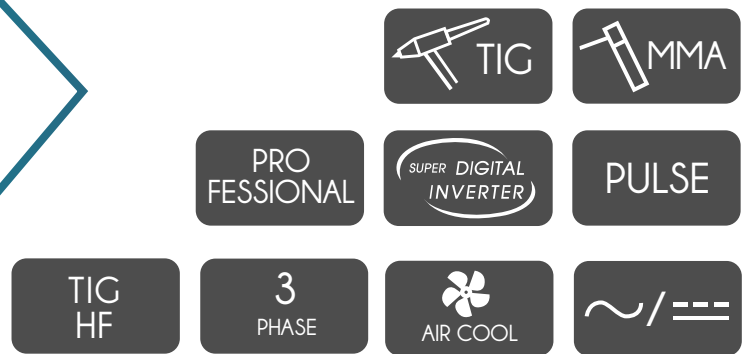 TIG
MMA
PRO
FESSIONAL
SUPER DIGITAL
INVERTER
PULSE
TIG
HF
3
PHASE
AIR COOL